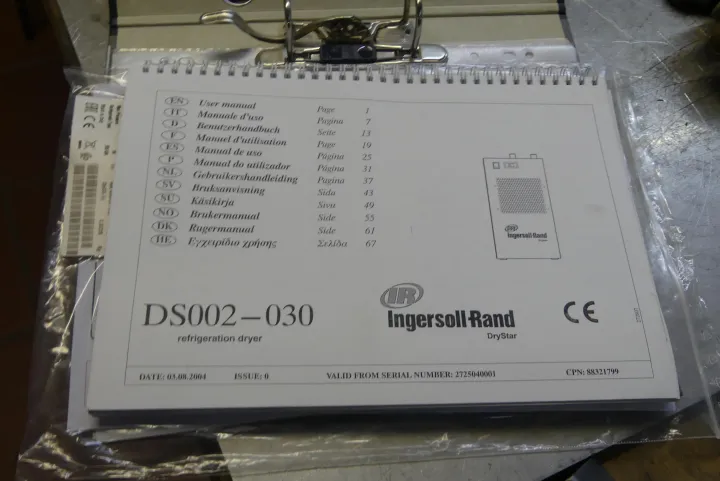 EN User manual Page 1
IT Manuale d'uso Pagina 7
D Benutzerhandbuch Seite 13
F Manuel d'utilisation Page 19
ES Manual de uso Pagina 25
P Manual do utilizador Página 31
NL Gebruikershandleiding Pagina 37
SV Bruksanvisning Sida 43
SU Käsikirja Sivu 49
NO Brukermanual Side 55
DK Rugermanual Side 61
HE Εγχειρίδιο χρήσης Σελίδα 67
IR
Ingersoll Rand
DS002-030
refrigeration dryer
IR
Ingersoll-Rand
DryStar
CE
DATE: 03.08.2004 ISSUE: 0 VALID FROM SERIAL NUMBER: 2725040001 CPN: 88321799